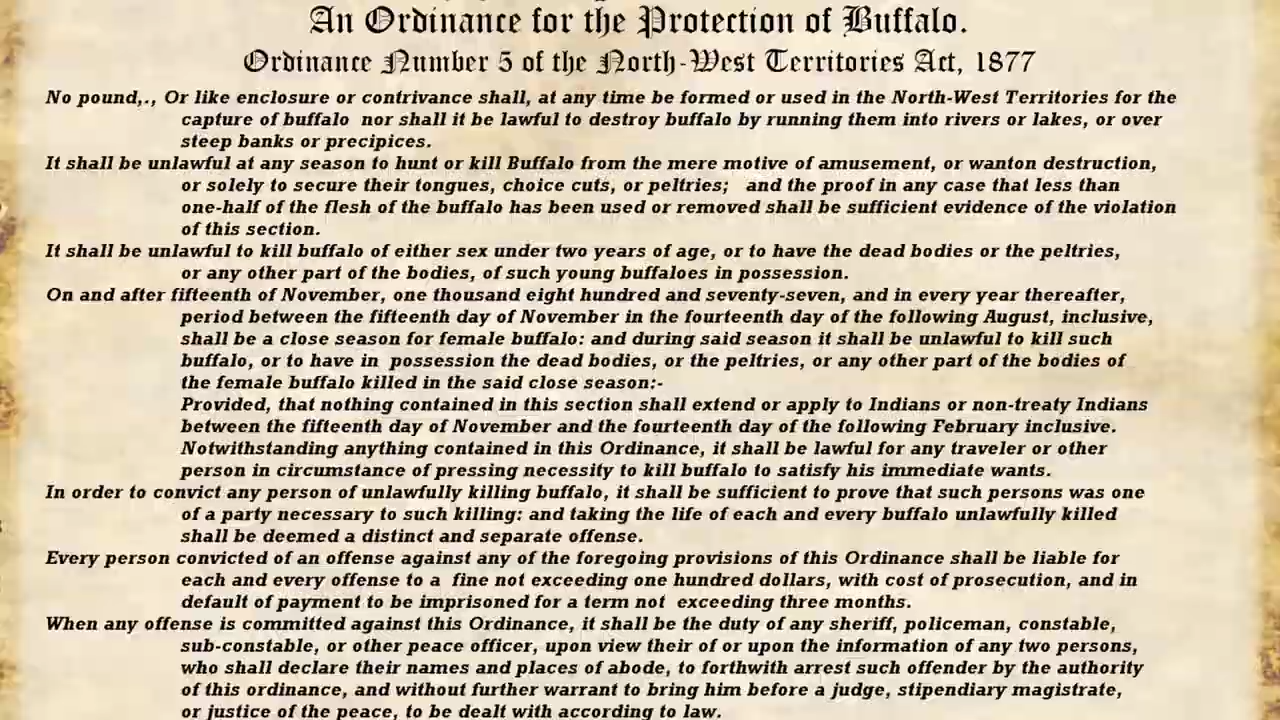 An Ordinance for the Protection of Buffalo.
Ordinance Number 5 of the North-West Territories Act, 1877
No pound,., Or like enclosure or contrivance shall, at any time be formed or used in the North-West Territories for the
capture of buffalo nor shall it be lawful to destroy buffalo by running them into rivers or lakes, or over
steep banks or precipices.
It shall be unlawful at any season to hunt or kill Buffalo from the mere motive of amusement, or wanton destruction,
or solely to secure their tongues, choice cuts, or peltries; and the proof in any case that less than
one-half of the flesh of the buffalo has been used or removed shall be sufficient evidence of the violation
of this section.
It shall be unlawful to kill buffalo of either sex under two years of age, or to have the dead bodies or the peltries,
or any other part of the bodies, of such young buffaloes in possession.
On and after fifteenth of November, one thousand eight hundred and seventy-seven, and in every year thereafter,
period between the fifteenth day of November in the fourteenth day of the following August, inclusive,
shall be a close season for female buffalo: and during said season it shall be unlawful to kill such
buffalo, or to have in possession the dead bodies, or the peltries, or any other part of the bodies of
the female buffalo killed in the said close season:-
Provided, that nothing contained in this section shall extend or apply to Indians or non-treaty Indians
between the fifteenth day of November and the fourteenth day of the following February inclusive.
Notwithstanding anything contained in this Ordinance, it shall be lawful for any traveler or other
person in circumstance of pressing necessity to kill buffalo to satisfy his immediate wants.
In order to convict any person of unlawfully killing buffalo, it shall be sufficient to prove that such persons was one
of a party necessary to such killing: and taking the life of each and every buffalo unlawfully killed
shall be deemed a distinct and separate offense.
Every person convicted of an offense against any of the foregoing provisions of this Ordinance shall be liable for
each and every offense to a fine not exceeding one hundred dollars, with cost of prosecution, and in
default of payment to be imprisoned for a term not exceeding three months.
When any offense is committed against this Ordinance, it shall be the duty of any sheriff, policeman, constable,
sub-constable, or other peace officer, upon view their of or upon the information of any two persons,
who shall declare their names and places of abode, to forthwith arrest such offender by the authority
of this ordinance, and without further warrant to bring him before a judge, stipendiary magistrate,
or justice of the peace, to be dealt with according to law.